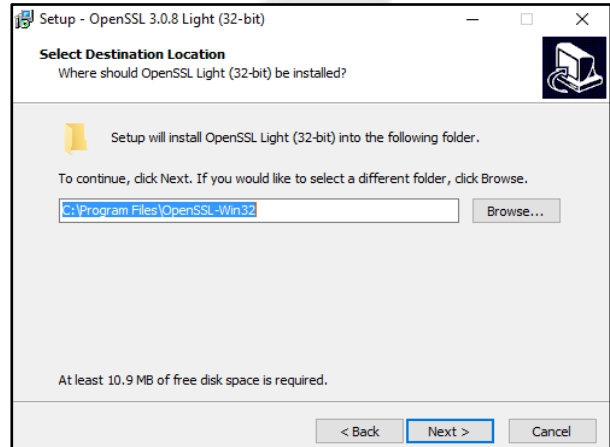 Setup - OpenSSL 3.0.8 Light (32-bit)
Select Destination Location
Where should OpenSSL Light (32-bit) be installed?
Setup will install OpenSSL Light (32-bit) into the following folder.
To continue, click Next. If you would like to select a different folder, click Browse.
C:\Program Files\OpenSSL-Win32
Browse...
At least 10.9 MB of free disk space is required.
< Back
Next >
Cancel